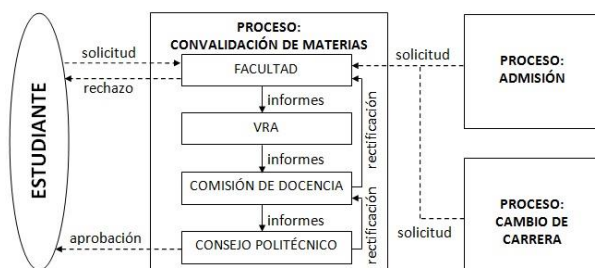 PROCESO:
CONVALIDACIÓN DE MATERIAS
ESTUDIANTE
solicitud
rechazo
aprobación
FACULTAD
informes
VRA
informes
COMISIÓN DE DOCENCIA
informes
CONSEJO POLITÉCNICO
rectificación
rectificación
solicitud
solicitud
PROCESO:
ADMISIÓN
PROCESO:
CAMBIO DE
CARRERA